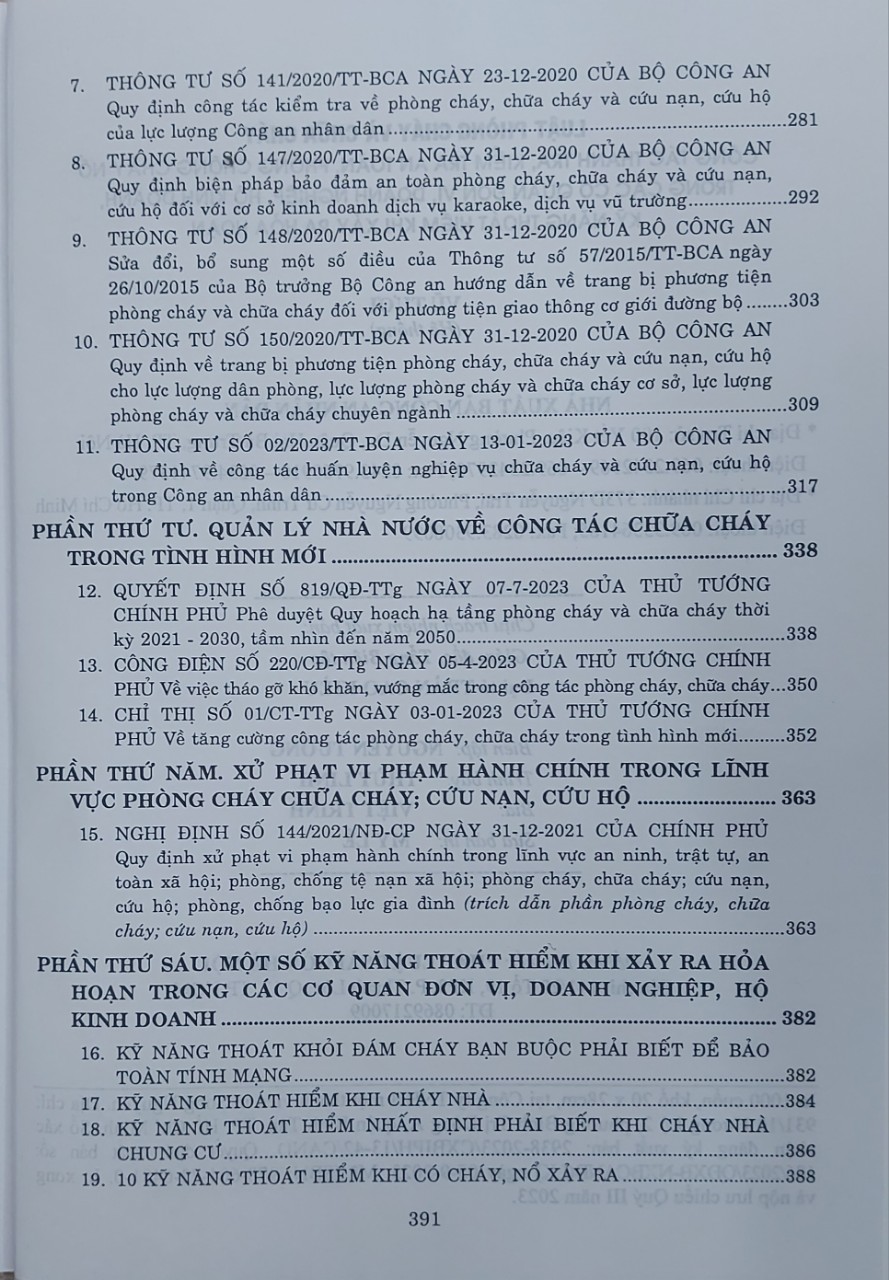 7. THÔNG TƯ SỐ 141/2020/TT-BCA NGÀY 23-12-2020 CỦA BỘ CÔNG AN
Quy định công tác kiểm tra về phòng cháy, chữa cháy và cứu nạn, cứu hộ
của lực lượng Công an nhân dân...281
8. THÔNG TƯ SỐ 147/2020/TT-BCA NGÀY 31-12-2020 CỦA BỘ CÔNG AN
Quy định biện pháp bảo đảm an toàn phòng cháy, chữa cháy và cứu nạn,
cứu hộ đối với cơ sở kinh doanh dịch vụ karaoke, dịch vụ vũ trường...292
9. THÔNG TƯ SỐ 148/2020/TT-BCA NGÀY 31-12-2020 CỦA BỘ CÔNG AN
Sửa đổi, bổ sung một số điều của Thông tư số 57/2015/TT-BCA ngày
26/10/2015 của Bộ trưởng Bộ Công an hướng dẫn về trang bị phương tiện
phòng cháy và chữa cháy đối với phương tiện giao thông cơ giới đường bộ...303
10. THÔNG TƯ SỐ 150/2020/TT-BCA NGÀY 31-12-2020 CỦA BỘ CÔNG AN
Quy định về trang bị phương tiện phòng cháy, chữa cháy và cứu nạn, cứu hộ
cho lực lượng dân phòng, lực lượng phòng cháy và chữa cháy cơ sở, lực lượng
phòng cháy và chữa cháy chuyên ngành...309
11. THÔNG TƯ SỐ 02/2023/TT-BCA NGÀY 13-01-2023 CỦA BỘ CÔNG AN
Quy định về công tác huấn luyện nghiệp vụ chữa cháy và cứu nạn, cứu hộ
trong Công an nhân dân...317
PHẦN THỨ TƯ. QUẢN LÝ NHÀ NƯỚC VỀ CÔNG TÁC CHỮA CHÁY
TRONG TÌNH HÌNH MỚI...338
12. QUYẾT ĐỊNH SỐ 819/QĐ-TTg NGÀY 07-7-2023 CỦA THỦ TƯỚNG
CHÍNH PHỦ Phê duyệt Quy hoạch hạ tầng phòng cháy và chữa cháy thời
kỳ 2021 - 2030, tầm nhìn đến năm 2050...338
13. CÔNG ĐIỆN SỐ 220/CĐ-TTg NGÀY 05-4-2023 CỦA THỦ TƯỚNG CHÍNH
PHỦ Về việc tháo gỡ khó khăn, vướng mắc trong công tác phòng cháy, chữa cháy...350
14. CHỈ THỊ SỐ 01/CT-TTg NGÀY 03-01-2023 CỦA THỦ TƯỚNG CHÍNH
PHỦ Về tăng cường công tác phòng cháy, chữa cháy trong tình hình mới...352
PHẦN THỨ NĂM. XỬ PHẠT VI PHẠM HÀNH CHÍNH TRONG LĨNH
VỰC PHÒNG CHÁY CHỮA CHÁY; CỨU NẠN, CỨU HỘ...363
15. NGHỊ ĐỊNH SỐ 144/2021/NĐ-CP NGÀY 31-12-2021 CỦA CHÍNH PHỦ
Quy định xử phạt vi phạm hành chính trong lĩnh vực an ninh, trật tự, an
toàn xã hội; phòng, chống tệ nạn xã hội; phòng cháy, chữa cháy; cứu nạn,
cứu hộ; phòng, chống bạo lực gia đình (trích dẫn phần phòng cháy, chữa
cháy; cứu nạn, cứu hộ)...363
PHẦN THỨ SÁU. MỘT SỐ KỸ NĂNG THOÁT HIỂM KHI XẢY RA HỎA
HOẠN TRONG CÁC CƠ QUAN ĐƠN VỊ, DOANH NGHIỆP, HỘ
KINH DOANH...382
16. KỸ NĂNG THOÁT KHỎI ĐÁM CHÁY BẠN BUỘC PHẢI BIẾT ĐỂ BẢO
TOÀN TÍNH MẠNG...382
17. KỸ NĂNG THOÁT HIỂM KHI CHÁY NHÀ...384
18. KỸ NĂNG THOÁT HIỂM NHẤT ĐỊNH PHẢI BIẾT KHI CHÁY NHÀ
CHUNG CƯ...386
19. 10 KỸ NĂNG THOÁT HIỂM KHI CÓ CHÁY, NỔ XẢY RA...388
391